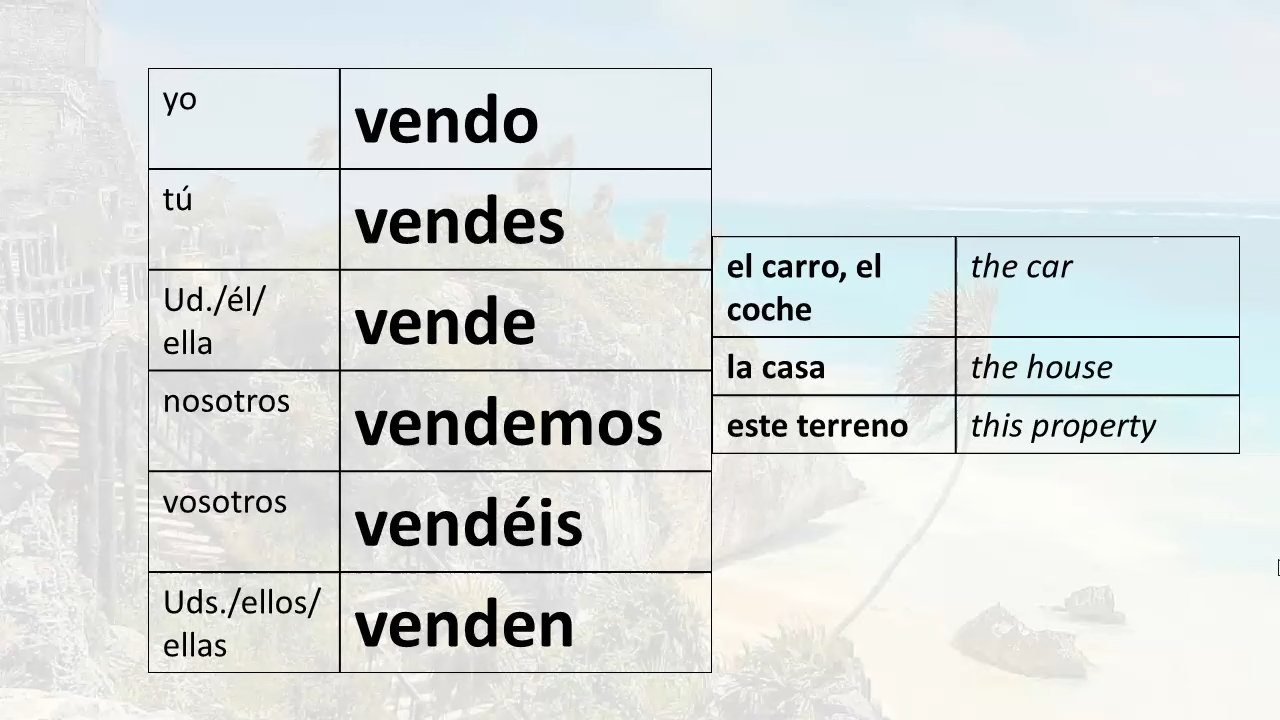 yo
vendo
tú
vendes
Ud./él/
ella
vende
nosotros
vendemos
vosotros
vendéis
Uds./ellos/
ellas
venden
el carro, el
coche
the car
la casa
the house
este terreno
this property